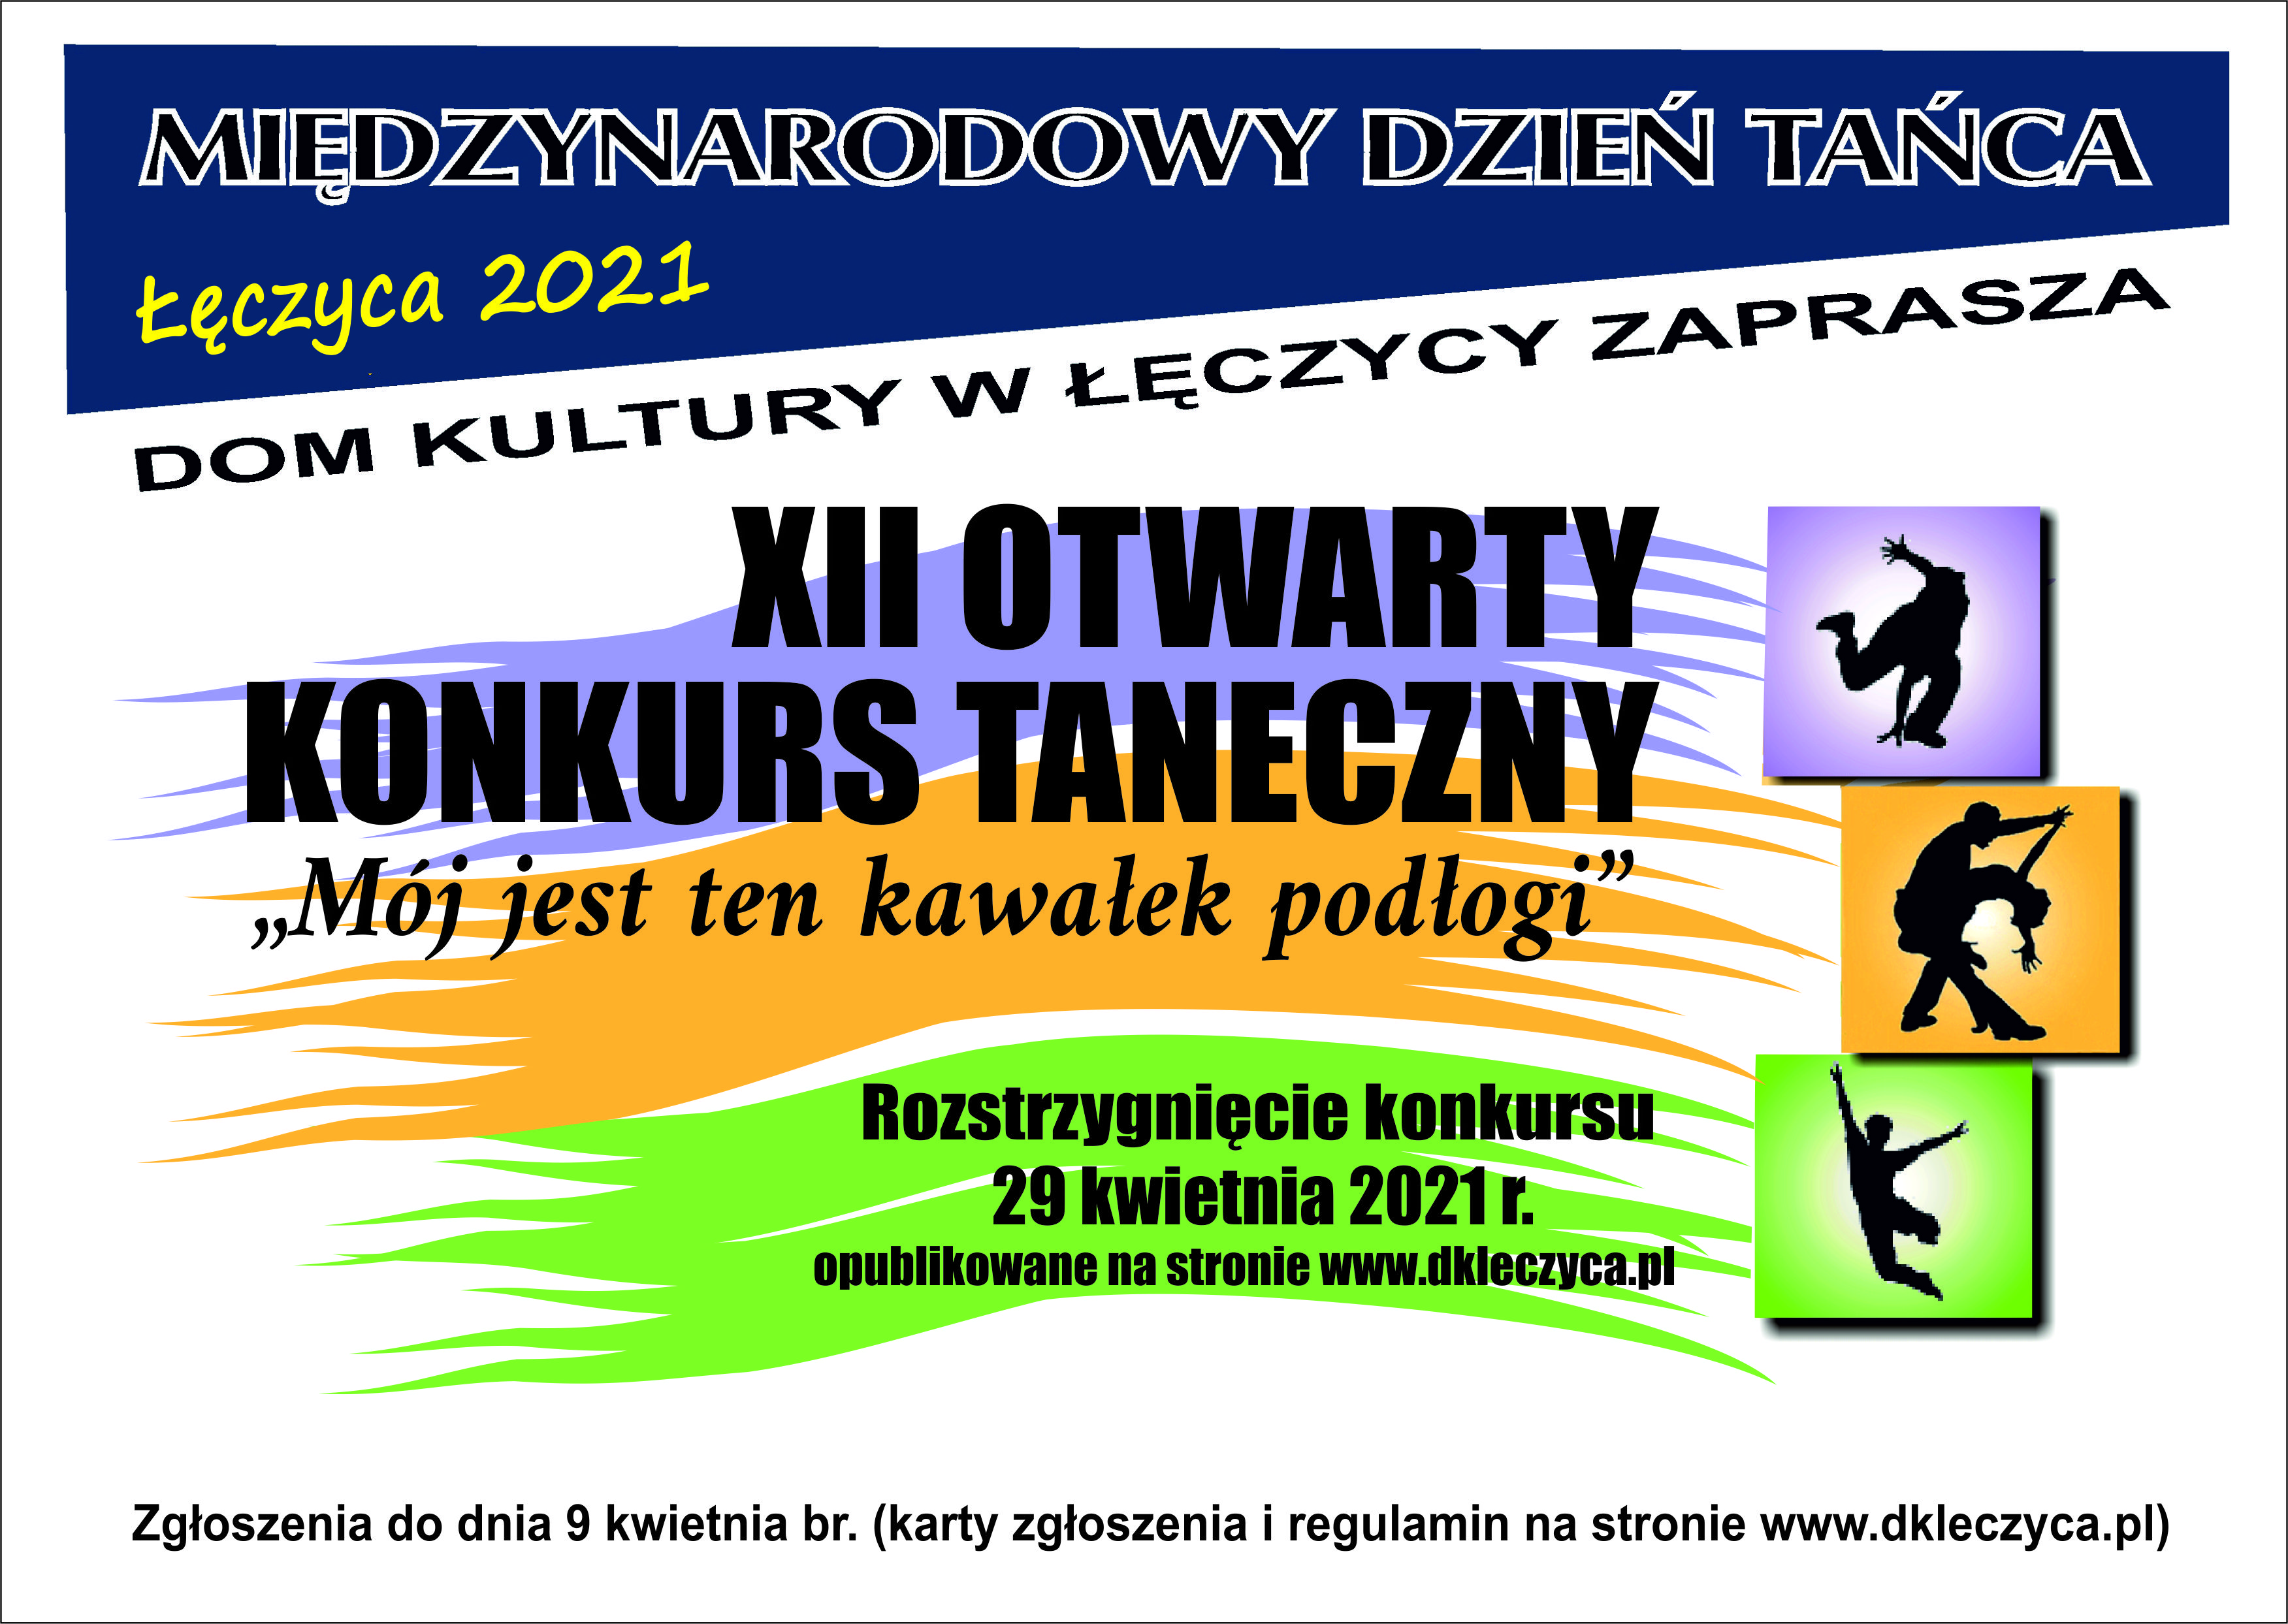 MIĘDZYNARODOWY DZIEŃ TAŃCA
Łęczyca 2021
DOM KULTURY W ŁĘCZYCY ZAPRASZA
XII OTWARTY
KONKURS TANECZNY
„Mój jest ten kawałek podłogi”
Rozstrzygnięcie konkursu
29 kwietnia 2021 r.
opublikowane na stronie www.dkleczyca.pl
Zgłoszenia do dnia 9 kwietnia br. (karty zgłoszenia i regulamin na stronie www.dkleczyca.pl)